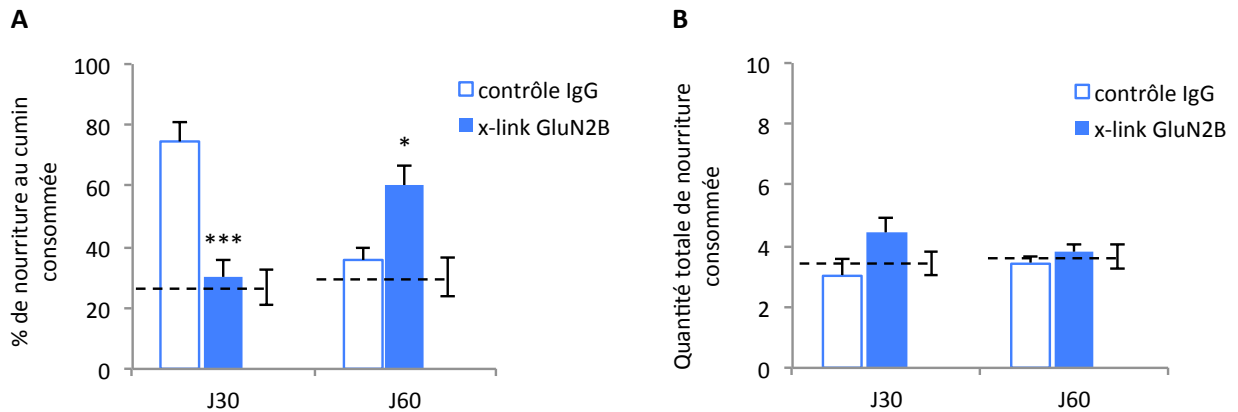 A
% de nourriture au cumin
consommée
100
80
60
40
20
0
***
*
J30
J60
contrôle IgG
x-link GluN2B
B
Quantité totale de nourriture
consommée
10
8
6
4
2
0
J30
J60
contrôle IgG
x-link GluN2B